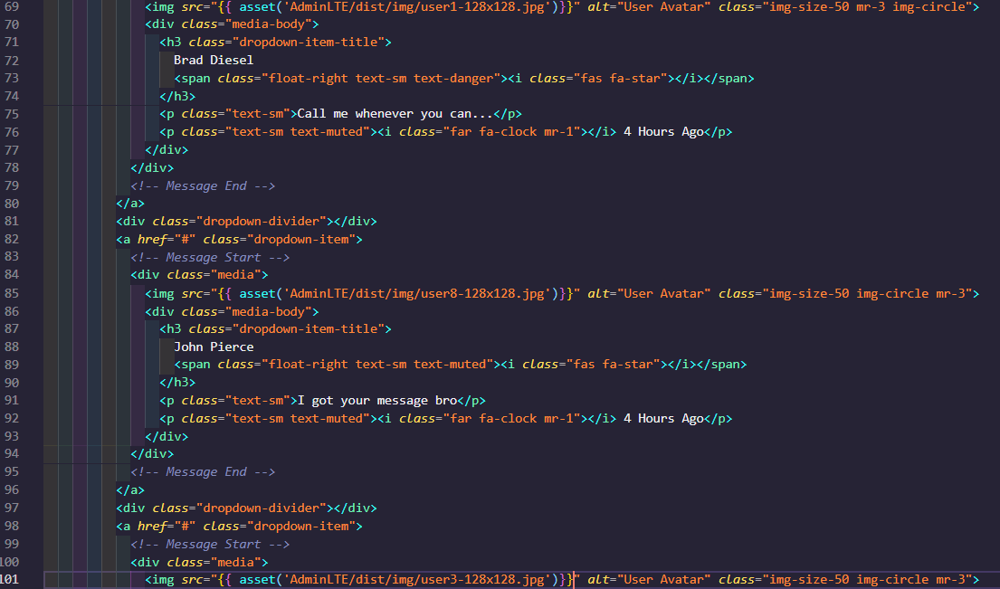 69 <img src="{{ asset('AdminLTE/dist/img/user1-128x128.jpg')}}" alt="User Avatar" class="img-size-50 mr-3 img-circle">
70 <div class="media-body">
71 <h3 class="dropdown-item-title">
72 Brad Diesel
73 <span class="float-right text-sm text-danger"><i class="fas fa-star"></i></span>
74 </h3>
75 <p class="text-sm">Call me whenever you can...</p>
76 <p class="text-sm text-muted"><i class="far fa-clock mr-1"></i> 4 Hours Ago</p>
77 </div>
78 </div>
79 <!-- Message End -->
80 </a>
81 <div class="dropdown-divider"></div>
82 <a href="#" class="dropdown-item">
83 <!-- Message Start -->
84 <div class="media">
85 <img src="{{ asset('AdminLTE/dist/img/user8-128x128.jpg')}}" alt="User Avatar" class="img-size-50 img-circle mr-3">
86 <div class="media-body">
87 <h3 class="dropdown-item-title">
88 John Pierce
89 <span class="float-right text-sm text-muted"><i class="fas fa-star"></i></span>
90 </h3>
91 <p class="text-sm">I got your message bro</p>
92 <p class="text-sm text-muted"><i class="far fa-clock mr-1"></i> 4 Hours Ago</p>
93 </div>
94 </div>
95 <!-- Message End -->
96 </a>
97 <div class="dropdown-divider"></div>
98 <a href="#" class="dropdown-item">
99 <!-- Message Start -->
100 <div class="media">
101 <img src="{{ asset('AdminLTE/dist/img/user3-128x128.jpg')}}" alt="User Avatar" class="img-size-50 img-circle mr-3">